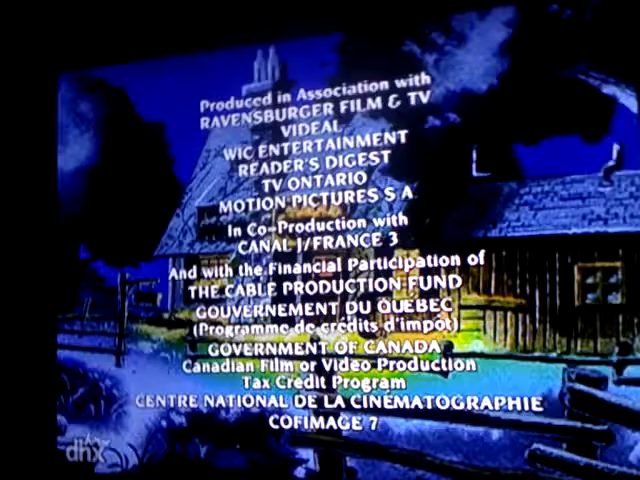 Produced in Association with
RAVENSBURGER FILM & TV
VIDEAL
WIC ENTERTAINMENT
READER'S DIGEST
TV ONTARIO
MOTION PICTURES S A
In Co-Production with
CANAL J/FRANCE 3
And with the Financial Participation of
THE CABLE PRODUCTION FUND
GOUVERNEMENT DU QUÉBEC
(Programme de crédits d'impôt)
GOVERNMENT OF CANADA
Canadian Film or Video Production
Tax Credit Program
CENTRE NATIONAL DE LA CINÉMATOGRAPHIE
COFIMAGE 7
dhx